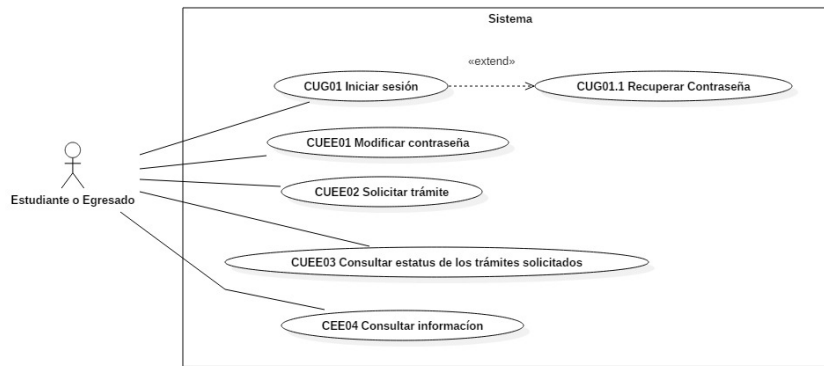 Sistema
«extend»
CUG01 Iniciar sesión
CUG01.1 Recuperar Contraseña
CUEE01 Modificar contraseña
CUEE02 Solicitar trámite
Estudiante o Egresado
CUEE03 Consultar estatus de los trámites solicitados
CEE04 Consultar informacíon